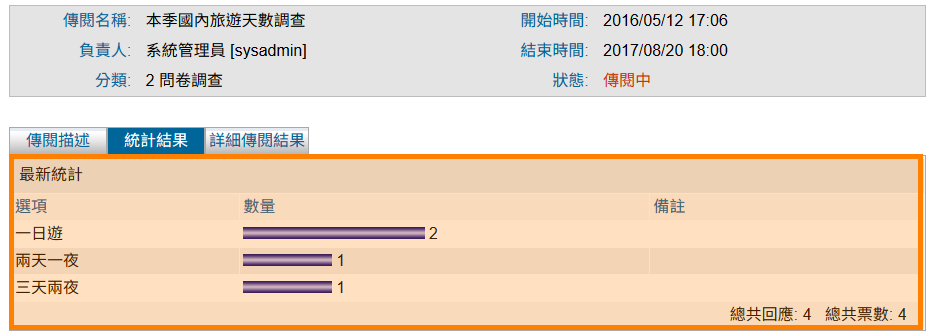 傳閱名稱: 本季國內旅遊天數調查 開始時間: 2016/05/12 17:06
負責人: 系統管理員 [sysadmin] 結束時間: 2017/08/20 18:00
分類: 2 問卷調查 狀態: 傳閱中
傳閱描述 統計結果 詳細傳閱結果
最新統計
選項 數量 備註
一日遊 2
兩天一夜 1
三天兩夜 1
總共回應: 4 總共票數: 4